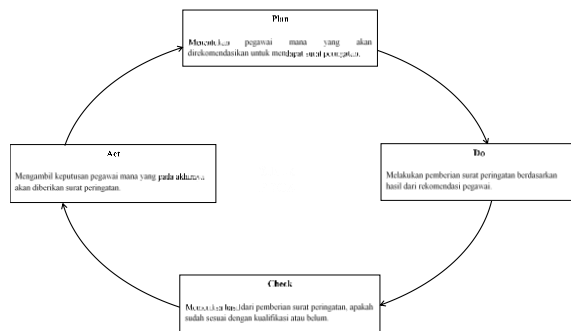 Plan
Menentukan pegawai mana yang akan
direkomendasikan untuk mendapat surat peringatan.
Act
Mengambil keputusan pegawai mana yang pada akhirnya
akan diberikan surat peringatan.
Do
Melakukan pemberian surat peringatan berdasarkan
hasil dari rekomendasi pegawai.
Check
hasil dari pemberian surat peringatan, apakah
sudah sesuai dengan kualifikasi atau belum.